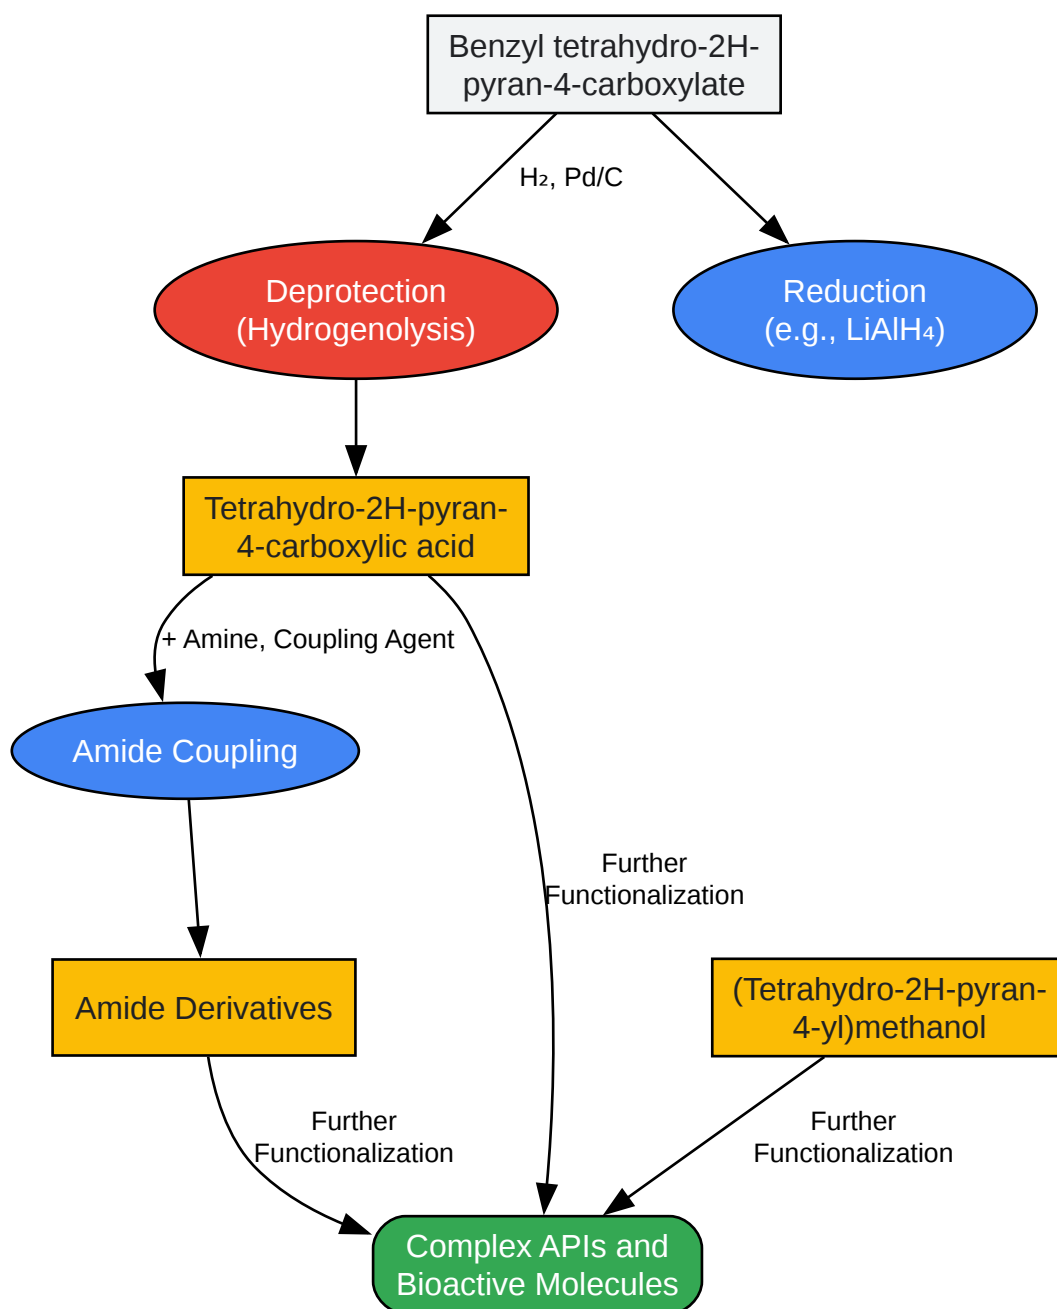 Benzyl tetrahydro-2H-
pyran-4-carboxylate
H₂, Pd/C
Deprotection
(Hydrogenolysis)
Reduction
(e.g., LiAlH₄)
Tetrahydro-2H-pyran-
4-carboxylic acid
+ Amine, Coupling Agent
Amide Coupling
Further
Functionalization
Amide Derivatives
(Tetrahydro-2H-pyran-
4-yl)methanol
Further
Functionalization
Further
Functionalization
Complex APIs and
Bioactive Molecules